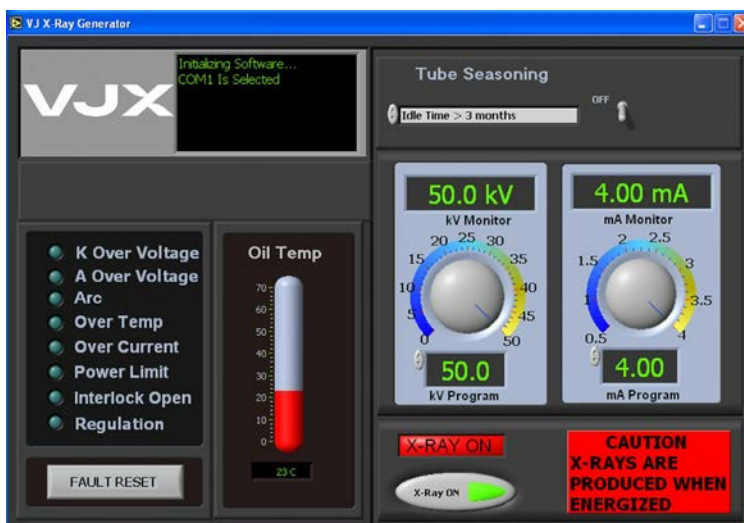 VJ X-Ray Generator
VJX
Initializing Software...
COM1 Is Selected
Tube Seasoning
Idle Time > 3 months
OFF
K Over Voltage
A Over Voltage
Arc
Over Temp
Over Current
Power Limit
Interlock Open
Regulation
FAULT RESET
Oil Temp
70
60
50
40
30
20
10
0
23 C
50.0 kV
kV Monitor
0
5
10
15
20
25
30
35
40
45
50
50.0
kV Program
4.00 mA
mA Monitor
0.5
1
1.5
2
2.5
3
3.5
4
4.00
mA Program
X-RAY ON
X-Ray ON
CAUTION
X-RAYS ARE
PRODUCED WHEN
ENERGIZED